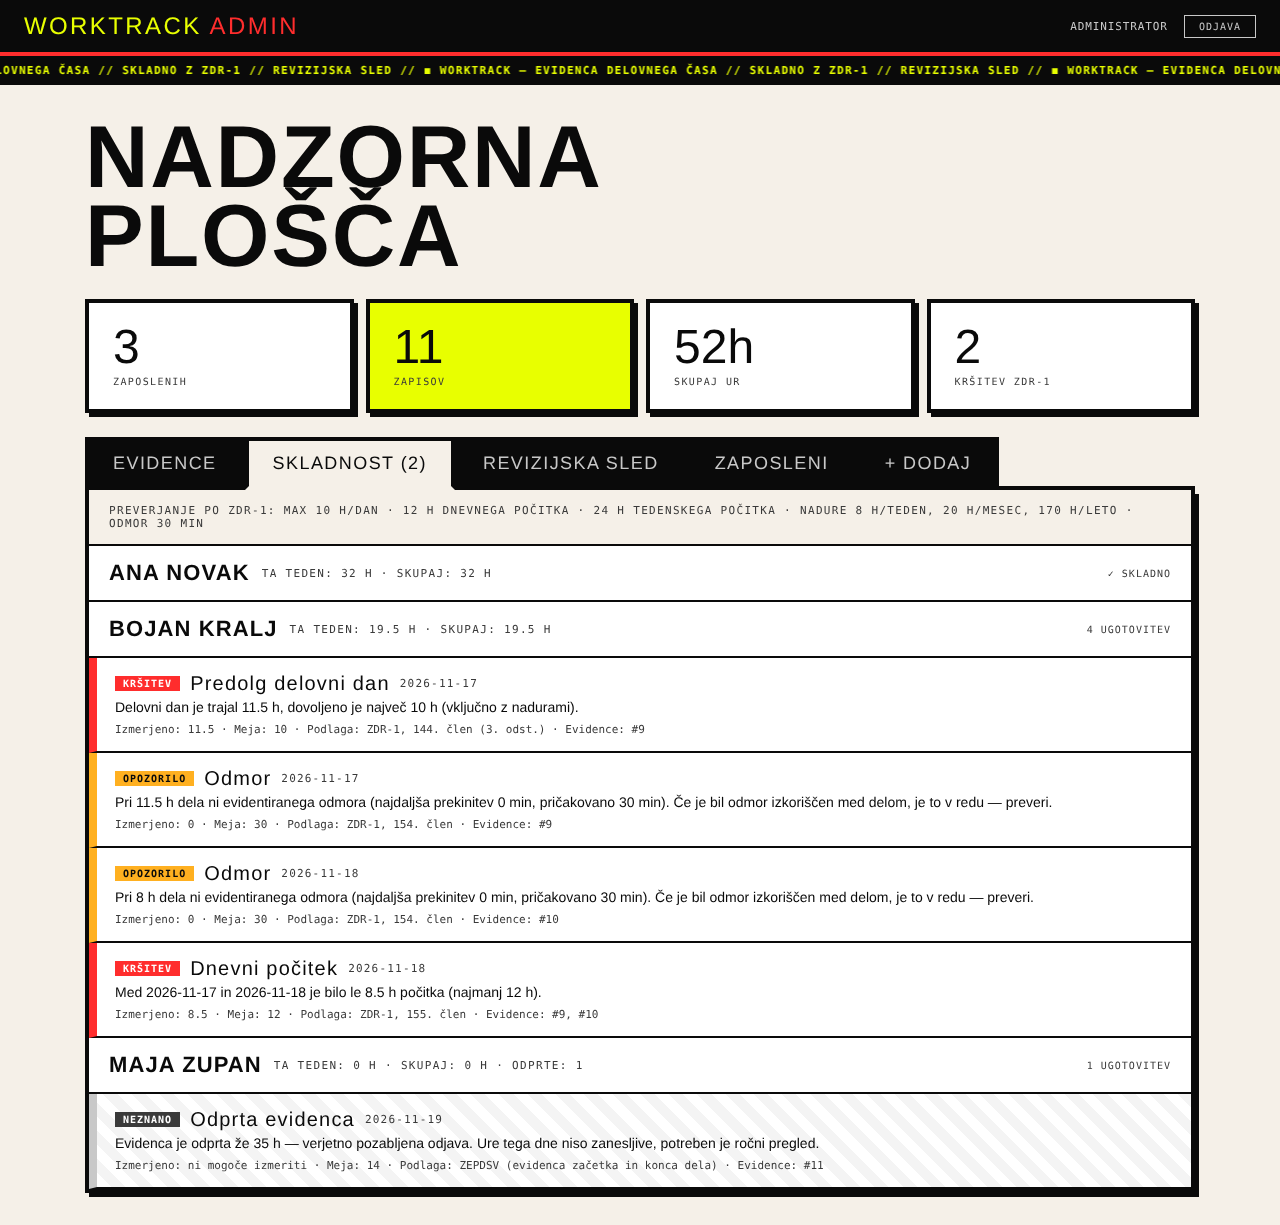 WORKTRACK ADMIN
ADMINISTRATOR
ODJAVA
LOVNEGA ČASA // SKLADNO Z ZDR-1 // REVIZIJSKA SLED // ■ WORKTRACK — EVIDENCA DELOVNEGA ČASA // SKLADNO Z ZDR-1 // REVIZIJSKA SLED // ■ WORKTRACK — EVIDENCA DELOVN
NADZORNA
PLOŠČA
3
ZAPOSLENIH
11
ZAPISOV
52h
SKUPAJ UR
2
KRŠITEV ZDR-1
EVIDENCE
SKLADNOST (2)
REVIZIJSKA SLED
ZAPOSLENI
+ DODAJ
PREVERJANJE PO ZDR-1: MAX 10 H/DAN · 12 H DNEVNEGA POČITKA · 24 H TEDENSKEGA POČITKA · NADURE 8 H/TEDEN, 20 H/MESEC, 170 H/LETO ·
ODMOR 30 MIN
ANA NOVAK TA TEDEN: 32 H · SKUPAJ: 32 H ✓ SKLADNO
BOJAN KRALJ TA TEDEN: 19.5 H · SKUPAJ: 19.5 H 4 UGOTOVITEV
KRŠITEV Predolg delovni dan 2026-11-17
Delovni dan je trajal 11.5 h, dovoljeno je največ 10 h (vključno z nadurami).
Izmerjeno: 11.5 · Meja: 10 · Podlaga: ZDR-1, 144. člen (3. odst.) · Evidence: #9
OPOZORILO Odmor 2026-11-17
Pri 11.5 h dela ni evidentiranega odmora (najdaljša prekinitev 0 min, pričakovano 30 min). Če je bil odmor izkoriščen med delom, je to v redu — preveri.
Izmerjeno: 0 · Meja: 30 · Podlaga: ZDR-1, 154. člen · Evidence: #9
OPOZORILO Odmor 2026-11-18
Pri 8 h dela ni evidentiranega odmora (najdaljša prekinitev 0 min, pričakovano 30 min). Če je bil odmor izkoriščen med delom, je to v redu — preveri.
Izmerjeno: 0 · Meja: 30 · Podlaga: ZDR-1, 154. člen · Evidence: #10
KRŠITEV Dnevni počitek 2026-11-18
Med 2026-11-17 in 2026-11-18 je bilo le 8.5 h počitka (najmanj 12 h).
Izmerjeno: 8.5 · Meja: 12 · Podlaga: ZDR-1, 155. člen · Evidence: #9, #10
MAJA ZUPAN TA TEDEN: 0 H · SKUPAJ: 0 H · ODPRTE: 1 1 UGOTOVITEV
NEZNANO Odprta evidenca 2026-11-19
Evidenca je odprta že 35 h — verjetno pozabljena odjava. Ure tega dne niso zanesljive, potreben je ročni pregled.
Izmerjeno: ni mogoče izmeriti · Meja: 14 · Podlaga: ZEPDSV (evidenca začetka in konca dela) · Evidence: #11